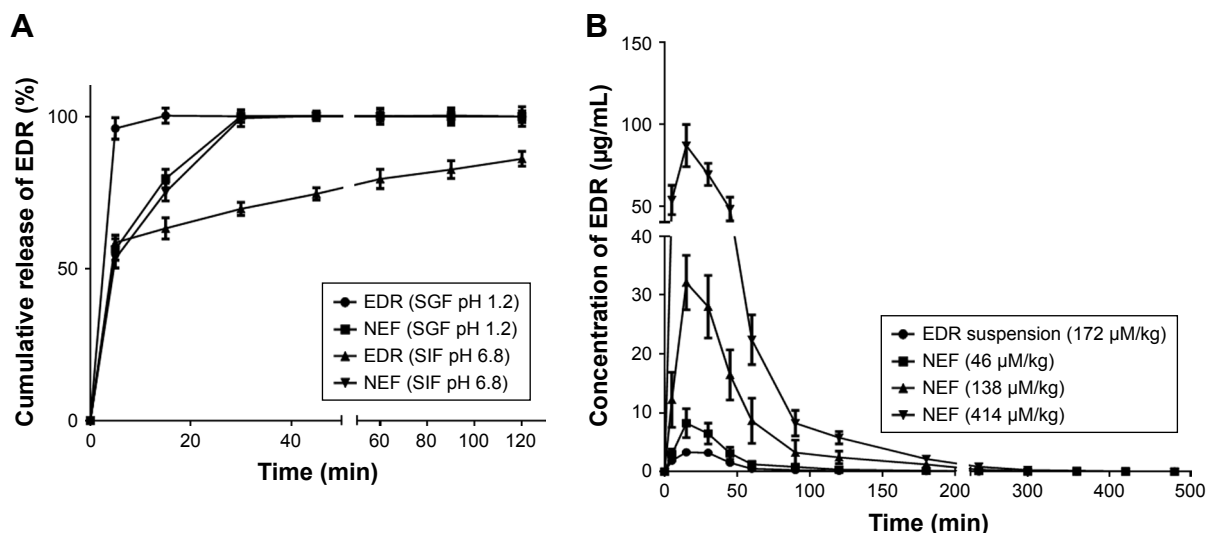 A
Cumulative release of EDR (%)
100
50
0
0 20 40 60 80 100 120
Time (min)
EDR (SGF pH 1.2)
NEF (SGF pH 1.2)
EDR (SIF pH 6.8)
NEF (SIF pH 6.8)
B
Concentration of EDR (µg/mL)
150
100
50
40
30
20
10
0
0 50 100 150 200 300 400 500
Time (min)
EDR suspension (172 µM/kg)
NEF (46 µM/kg)
NEF (138 µM/kg)
NEF (414 µM/kg)